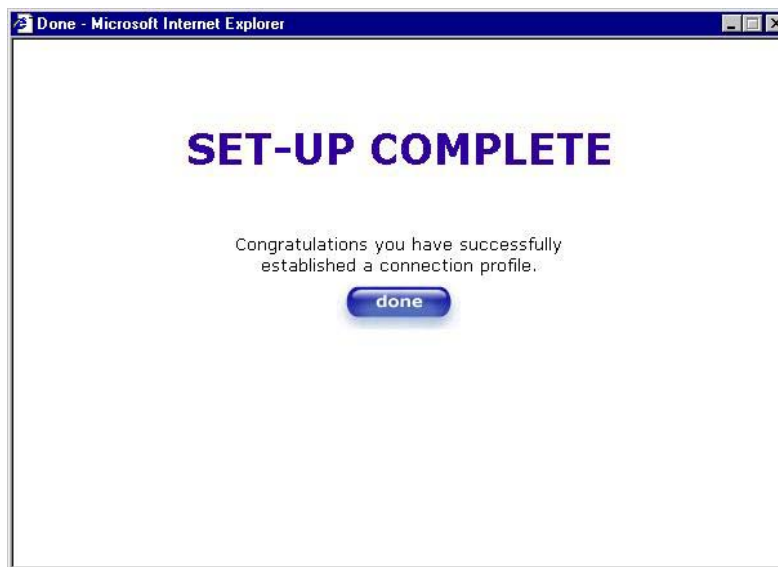 Done - Microsoft Internet Explorer
SET-UP COMPLETE
Congratulations you have successfully
established a connection profile.
done